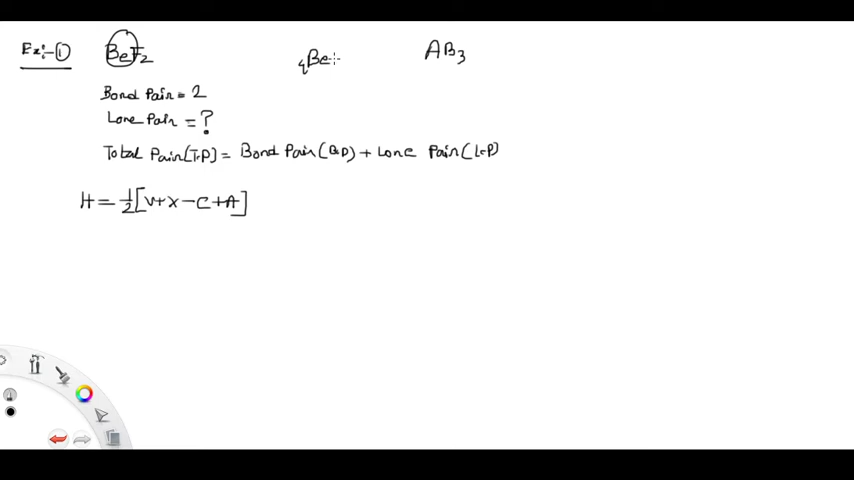 Ex:-① BeF2 4Be AB3
Bond Pair = 2
Lone Pair = ?
Total Pair(T.P) = Bond Pair(B.P) + Lone Pair(L.P)
H = 1/2[V+X-C+A]